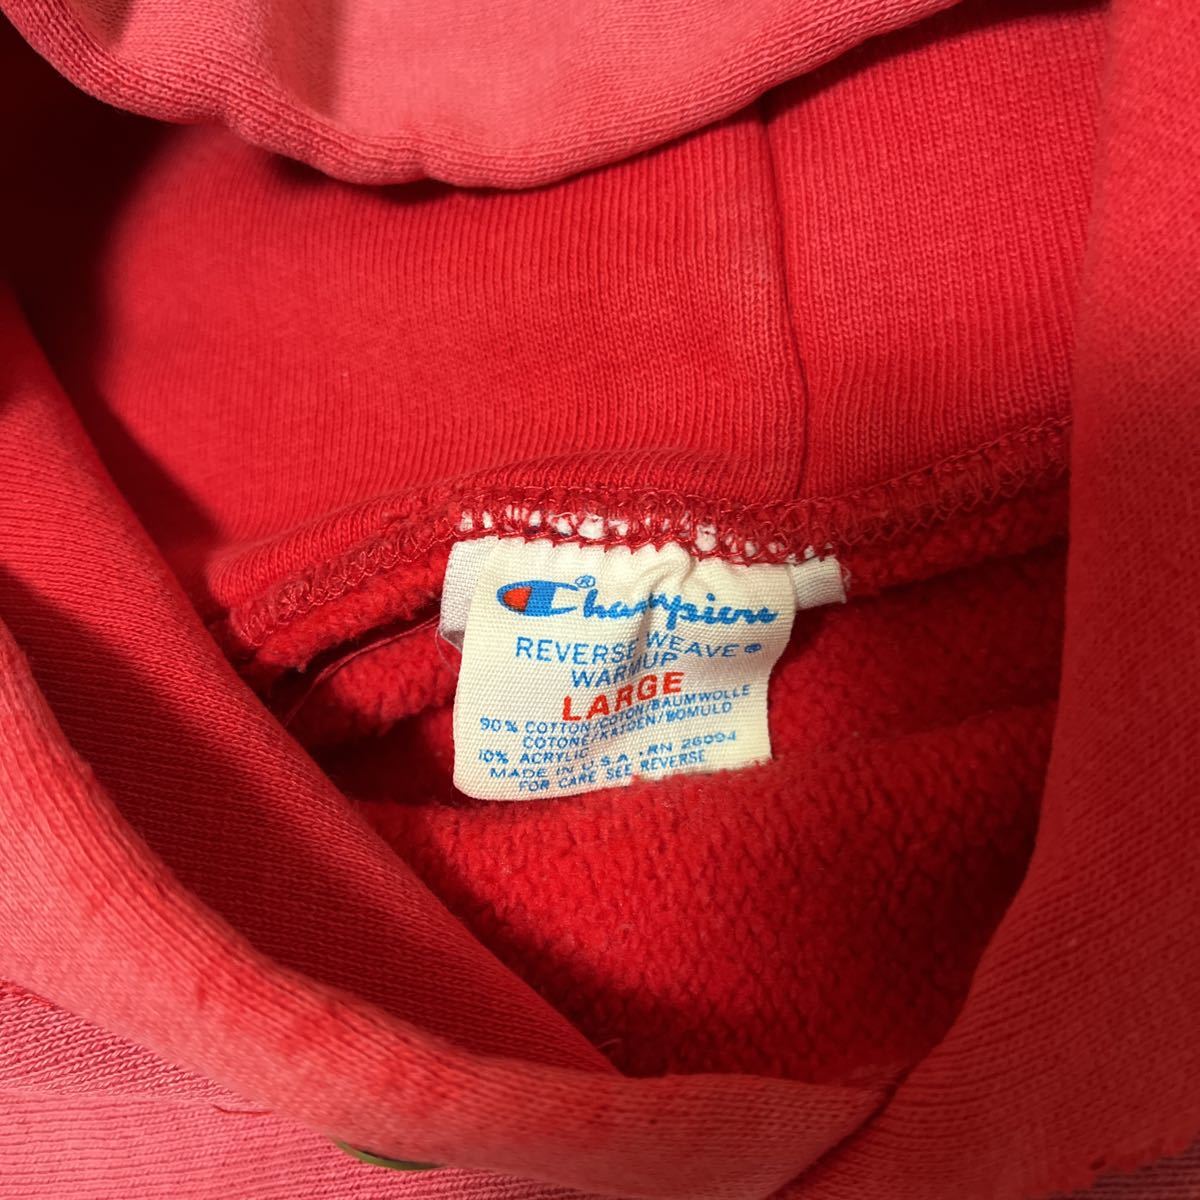 Champion®
REVERSE WEAVE®
WARMUP
LARGE
90% COTTON/COTON/BAUMWOLLE
COTONE/KATOEN/BOMULD
10% ACRYLIC
MADE IN U.S.A. RN 26094
FOR CARE SEE REVERSE